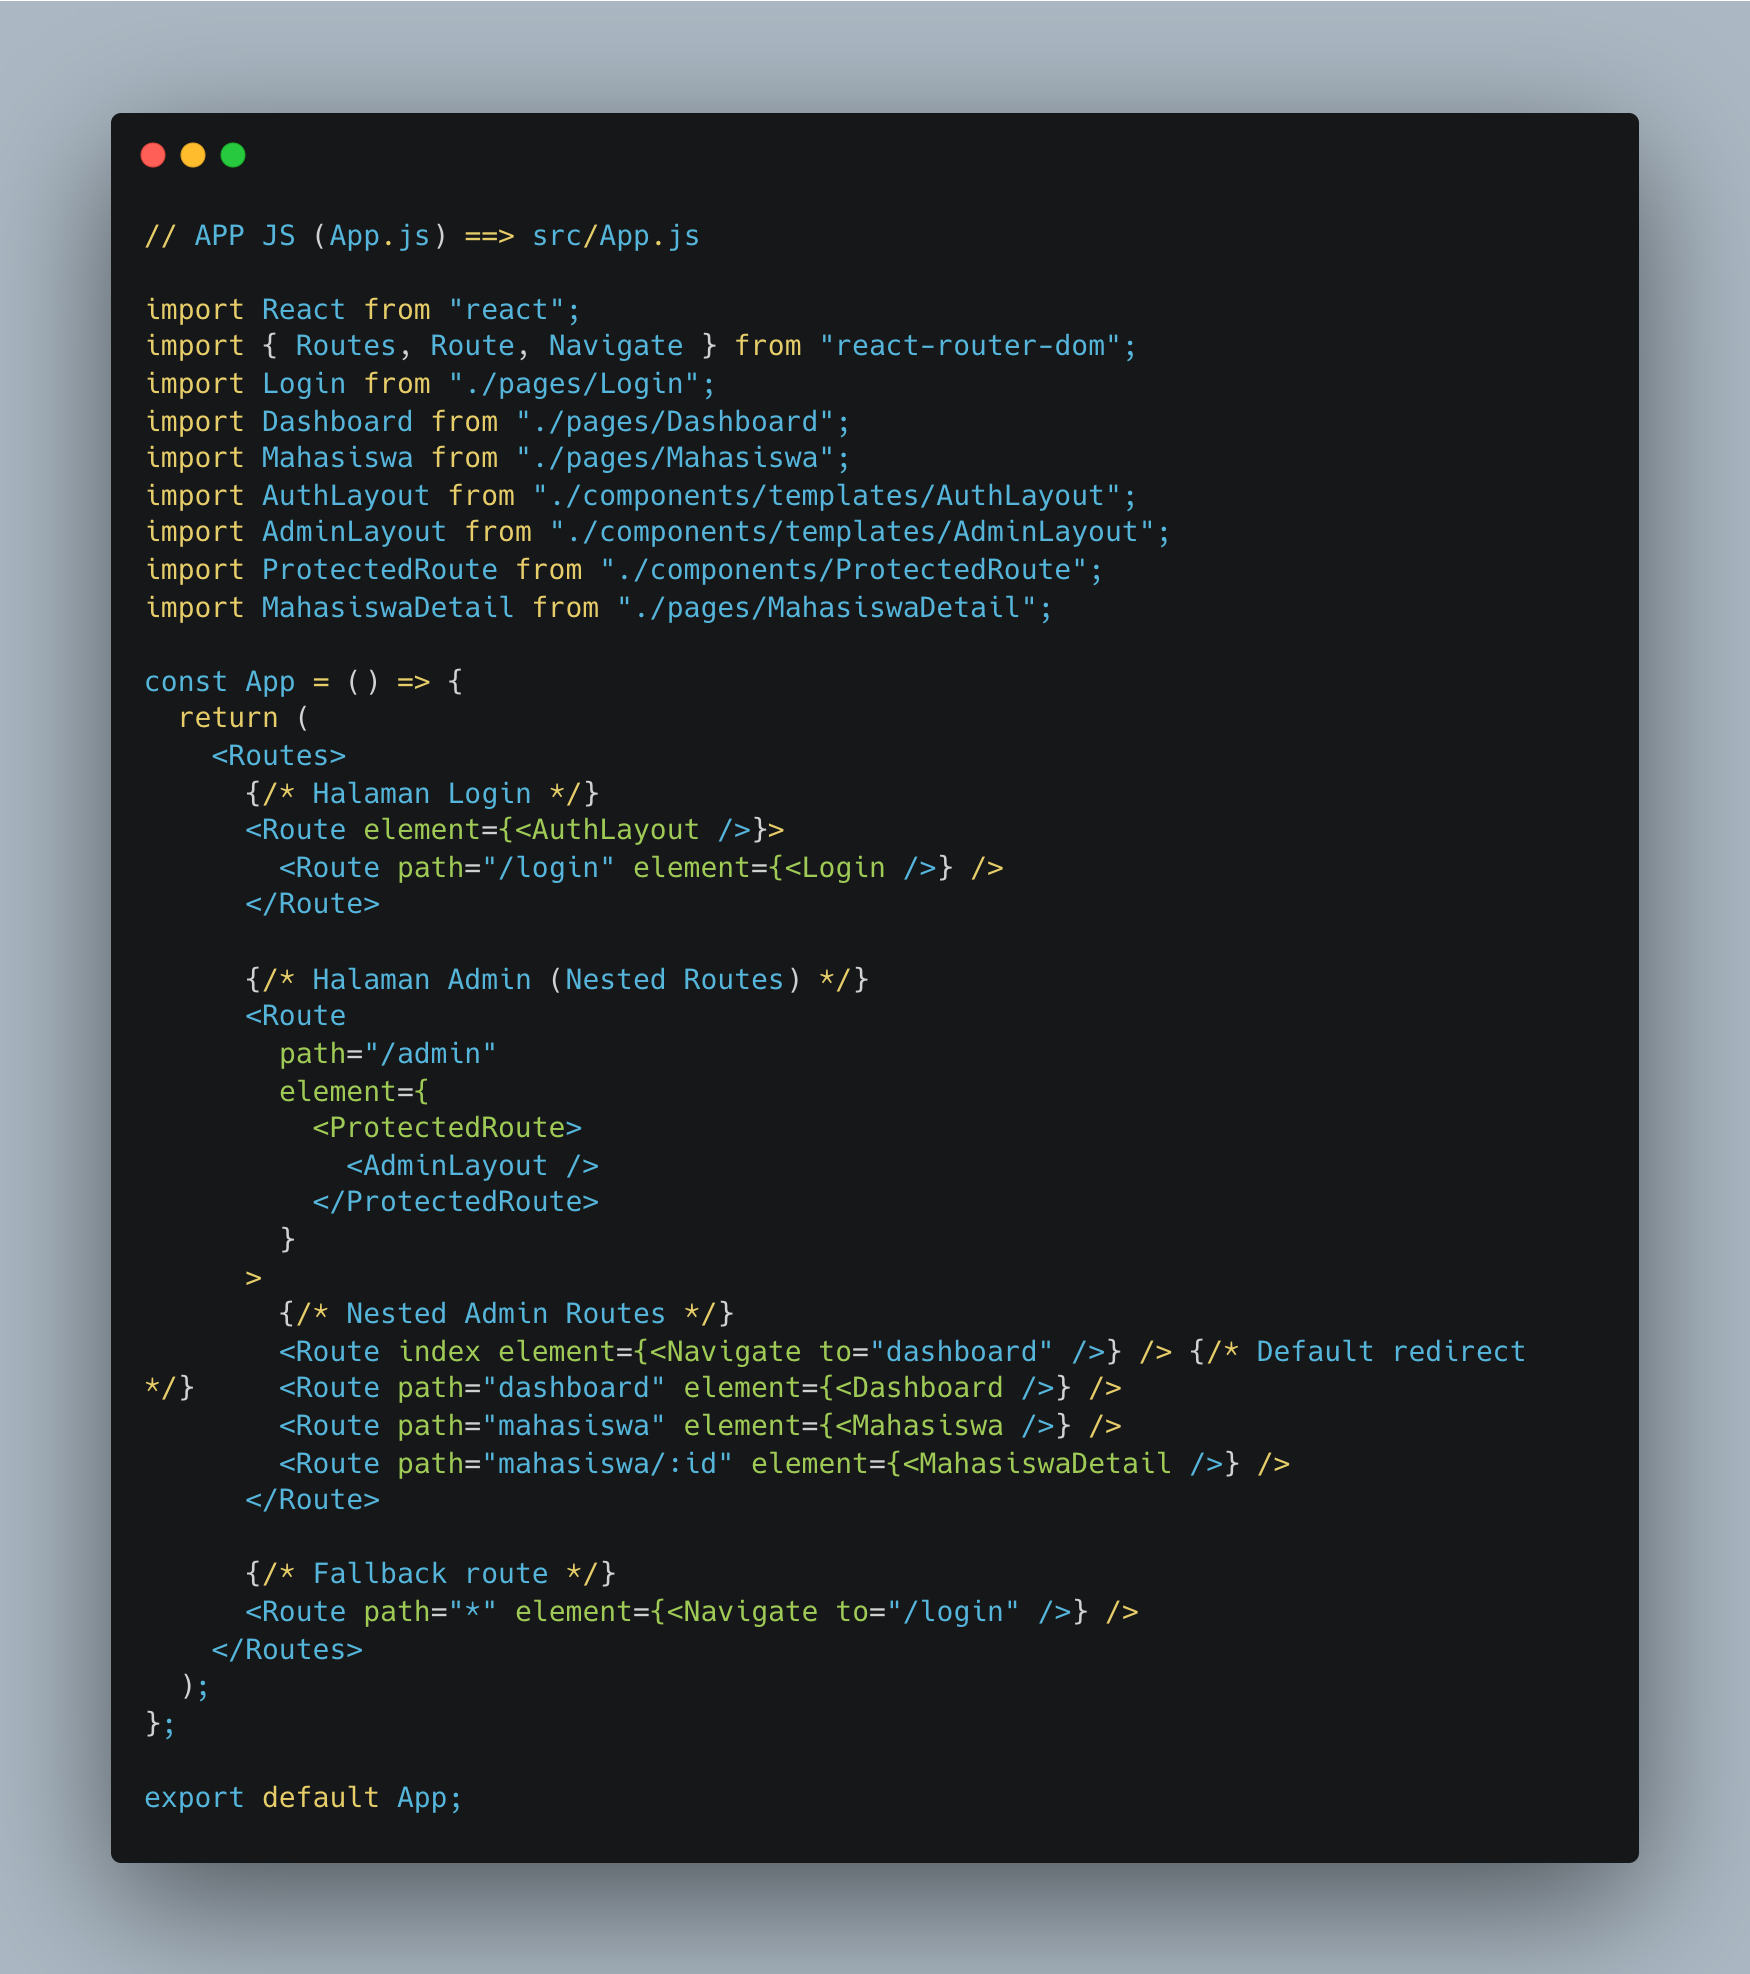 // APP JS (App.js) ==> src/App.js

import React from "react";
import { Routes, Route, Navigate } from "react-router-dom";
import Login from "./pages/Login";
import Dashboard from "./pages/Dashboard";
import Mahasiswa from "./pages/Mahasiswa";
import AuthLayout from "./components/templates/AuthLayout";
import AdminLayout from "./components/templates/AdminLayout";
import ProtectedRoute from "./components/ProtectedRoute";
import MahasiswaDetail from "./pages/MahasiswaDetail";

const App = () => {
  return (
    <Routes>
      {/* Halaman Login */}
      <Route element={<AuthLayout />}>
        <Route path="/login" element={<Login />} />
      </Route>

      {/* Halaman Admin (Nested Routes) */}
      <Route
        path="/admin"
        element={
          <ProtectedRoute>
            <AdminLayout />
          </ProtectedRoute>
        }
      >
        {/* Nested Admin Routes */}
        <Route index element={<Navigate to="dashboard" />} /> {/* Default redirect
*/}     <Route path="dashboard" element={<Dashboard />} />
        <Route path="mahasiswa" element={<Mahasiswa />} />
        <Route path="mahasiswa/:id" element={<MahasiswaDetail />} />
      </Route>

      {/* Fallback route */}
      <Route path="*" element={<Navigate to="/login" />} />
    </Routes>
  );
};

export default App;